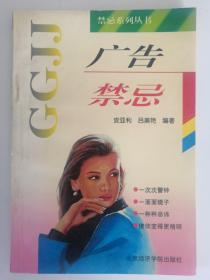 禁忌系列丛书
GGJJ
广告
禁忌
安亚利 吕美艳 编著
一次次警钟
一面面镜子
一种种忠讳
使你变得更精明
北京经济学院出版社